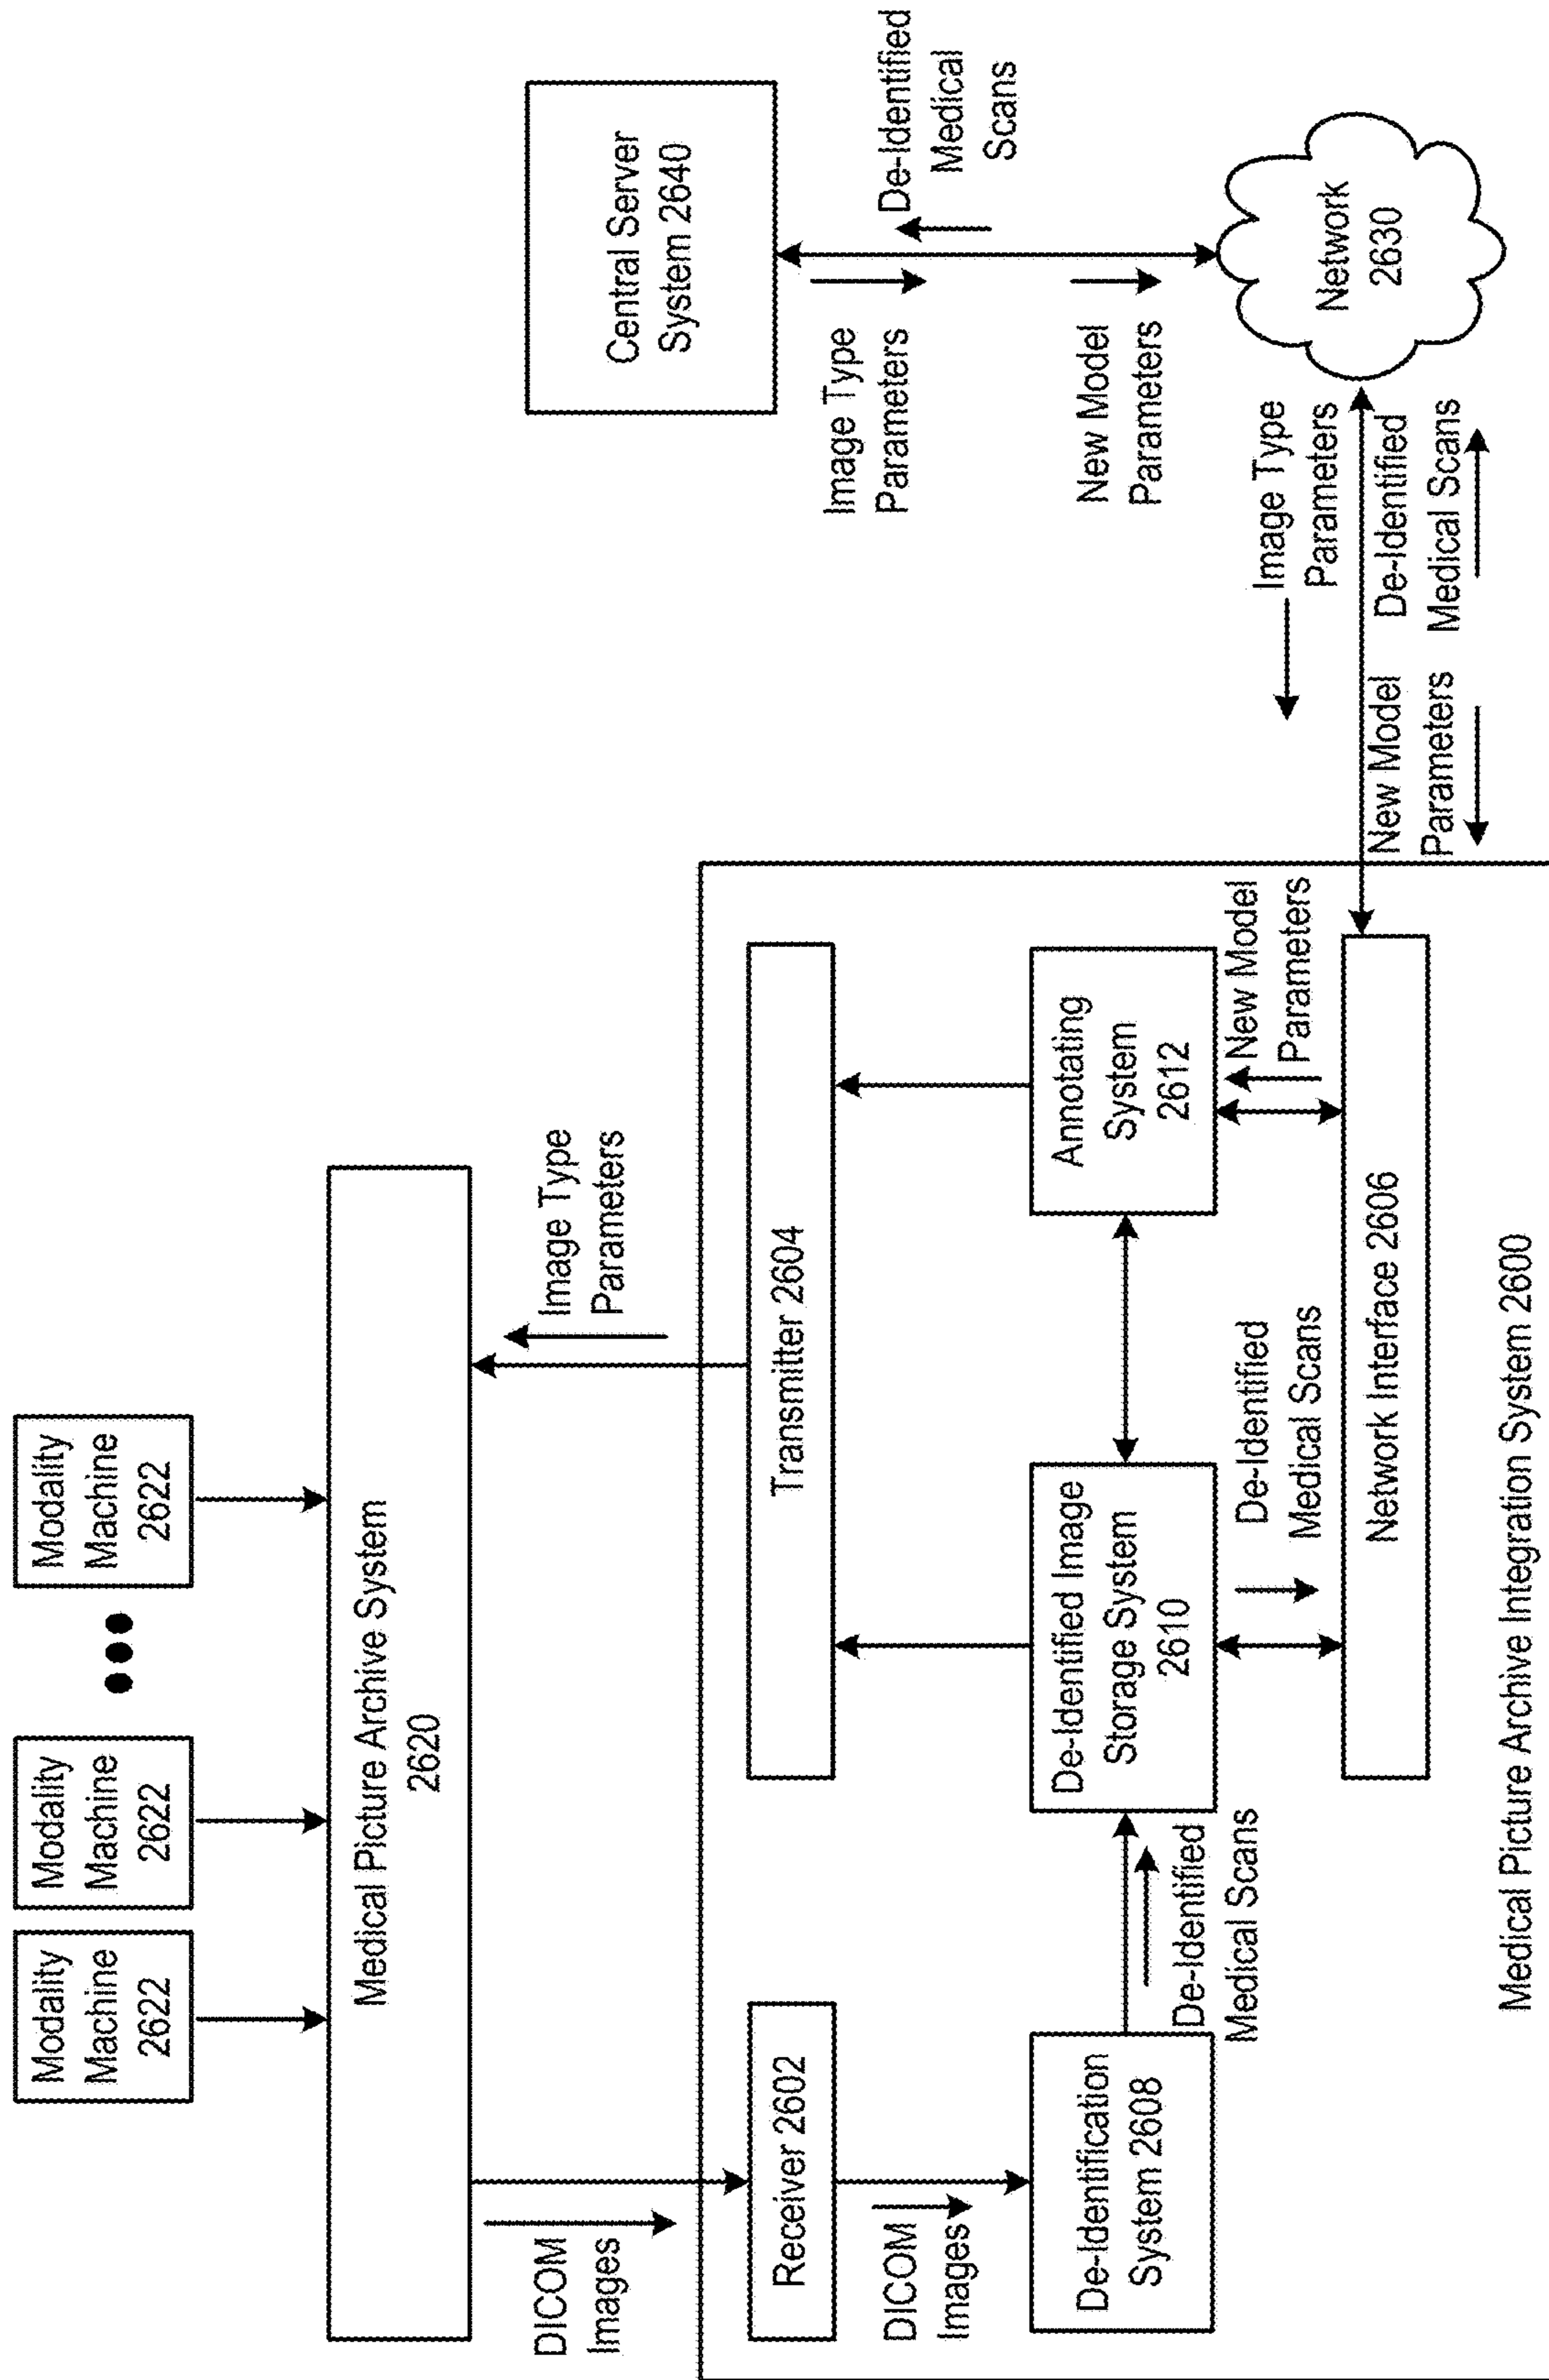 Modality
Machine
2622
Modality
Machine
2622
Modality
Machine
2622
Medical Picture Archive System
2620
DICOM
Images
Image Type
Parameters
Receiver 2602
Transmitter 2604
DICOM
Images
De-Identification
System 2608
De-Identified
Medical Scans
De-Identified Image
Storage System
2610
Annotating
System
2612
De-Identified
Medical Scans
New Model
Parameters
Network Interface 2606
Medical Picture Archive Integration System 2600
Central Server
System 2640
Image Type
Parameters
De-Identified
Medical
Scans
New Model
Parameters
Image Type
Parameters
New Model
Parameters
De-Identified
Medical Scans
Network
2630